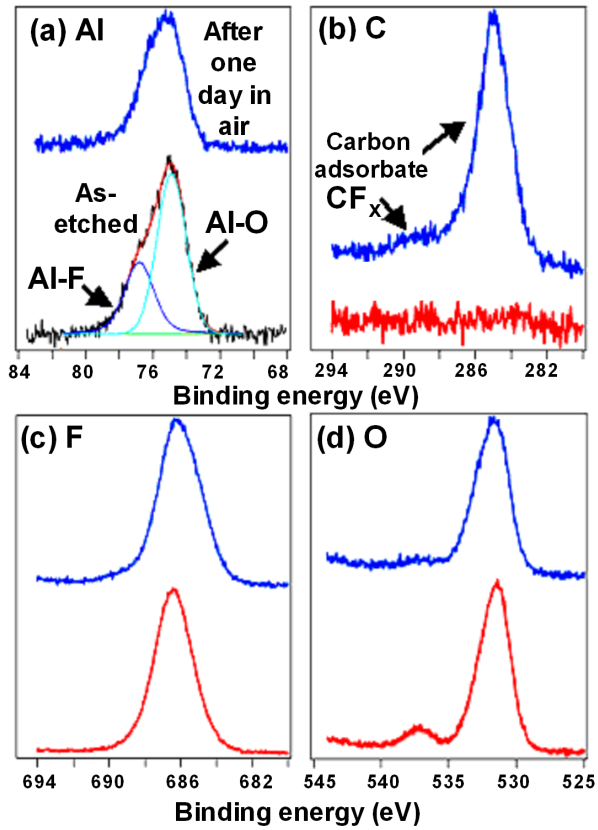 (a) Al
After
one
day in
air
As-
etched
Al-O
Al-F
84 80 76 72 68
(b) C
Carbon
adsorbate
CFx
294 290 286 282
Binding energy (eV)
(c) F
694 690 686 682
(d) O
545 540 535 530 525
Binding energy (eV)